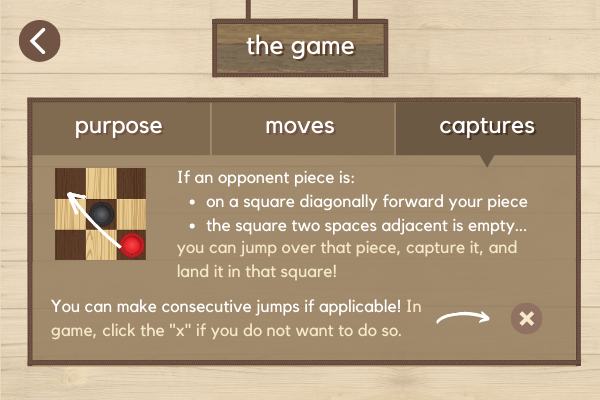 the game
purpose
moves
captures
If an opponent piece is:
• on a square diagonally forward your piece
• the square two spaces adjacent is empty...
you can jump over that piece, capture it, and
land it in that square!
You can make consecutive jumps if applicable! In
game, click the "x" if you do not want to do so.